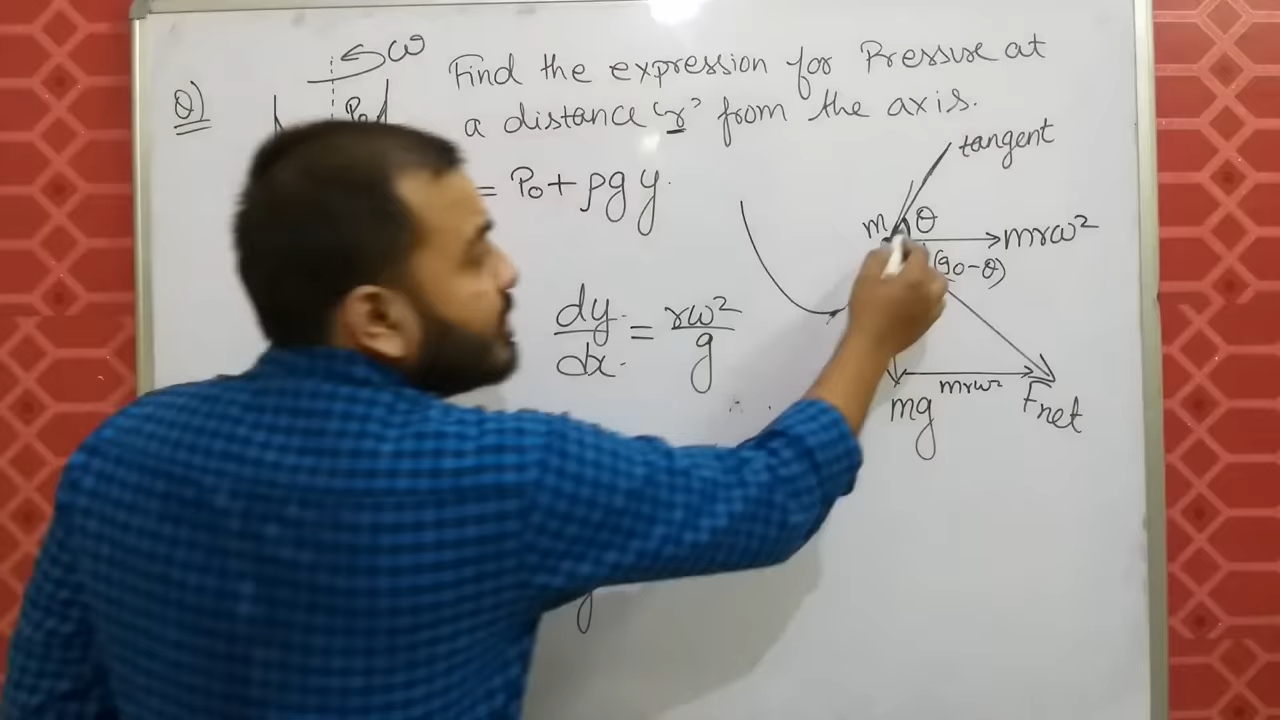 Q)
ω
Find the expression for Pressure at
a distance 'r' from the axis.
P₀
= P₀ + ρgy
dy/dx = rω²/g
tangent
m
θ
mrω²
(90-θ)
mrω²
mg
Fnet